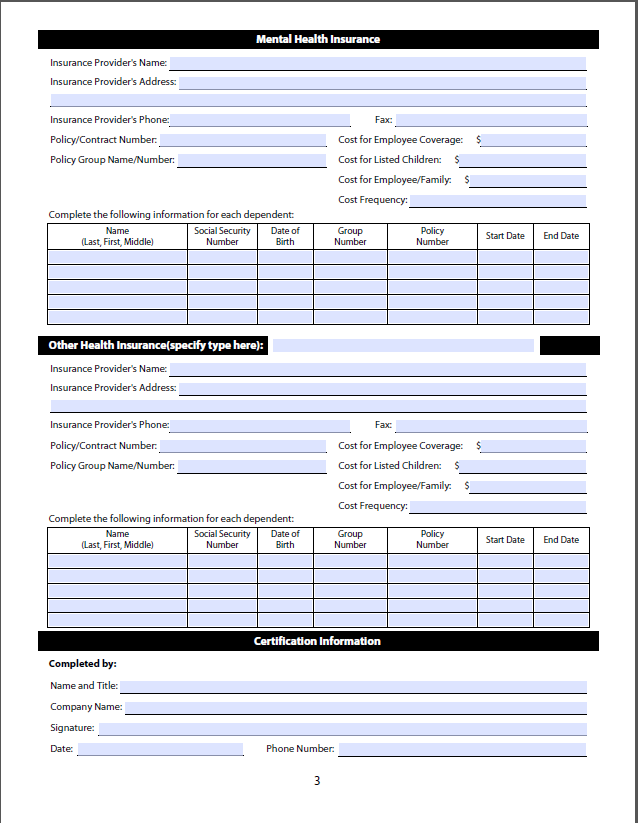 Mental Health Insurance
Insurance Provider's Name:
Insurance Provider's Address:
Insurance Provider's Phone: Fax:
Policy/Contract Number: Cost for Employee Coverage: $
Policy Group Name/Number: Cost for Listed Children: $
Cost for Employee/Family: $
Cost Frequency:
Complete the following information for each dependent:
Name Social Security Date of Group Policy Start Date End Date
(Last, First, Middle) Number Birth Number Number
Other Health Insurance(specify type here):
Insurance Provider's Name:
Insurance Provider's Address:
Insurance Provider's Phone: Fax:
Policy/Contract Number: Cost for Employee Coverage: $
Policy Group Name/Number: Cost for Listed Children: $
Cost for Employee/Family: $
Cost Frequency:
Complete the following information for each dependent:
Name Social Security Date of Group Policy Start Date End Date
(Last, First, Middle) Number Birth Number Number
Certification Information
Completed by:
Name and Title:
Company Name:
Signature:
Date: Phone Number:
3